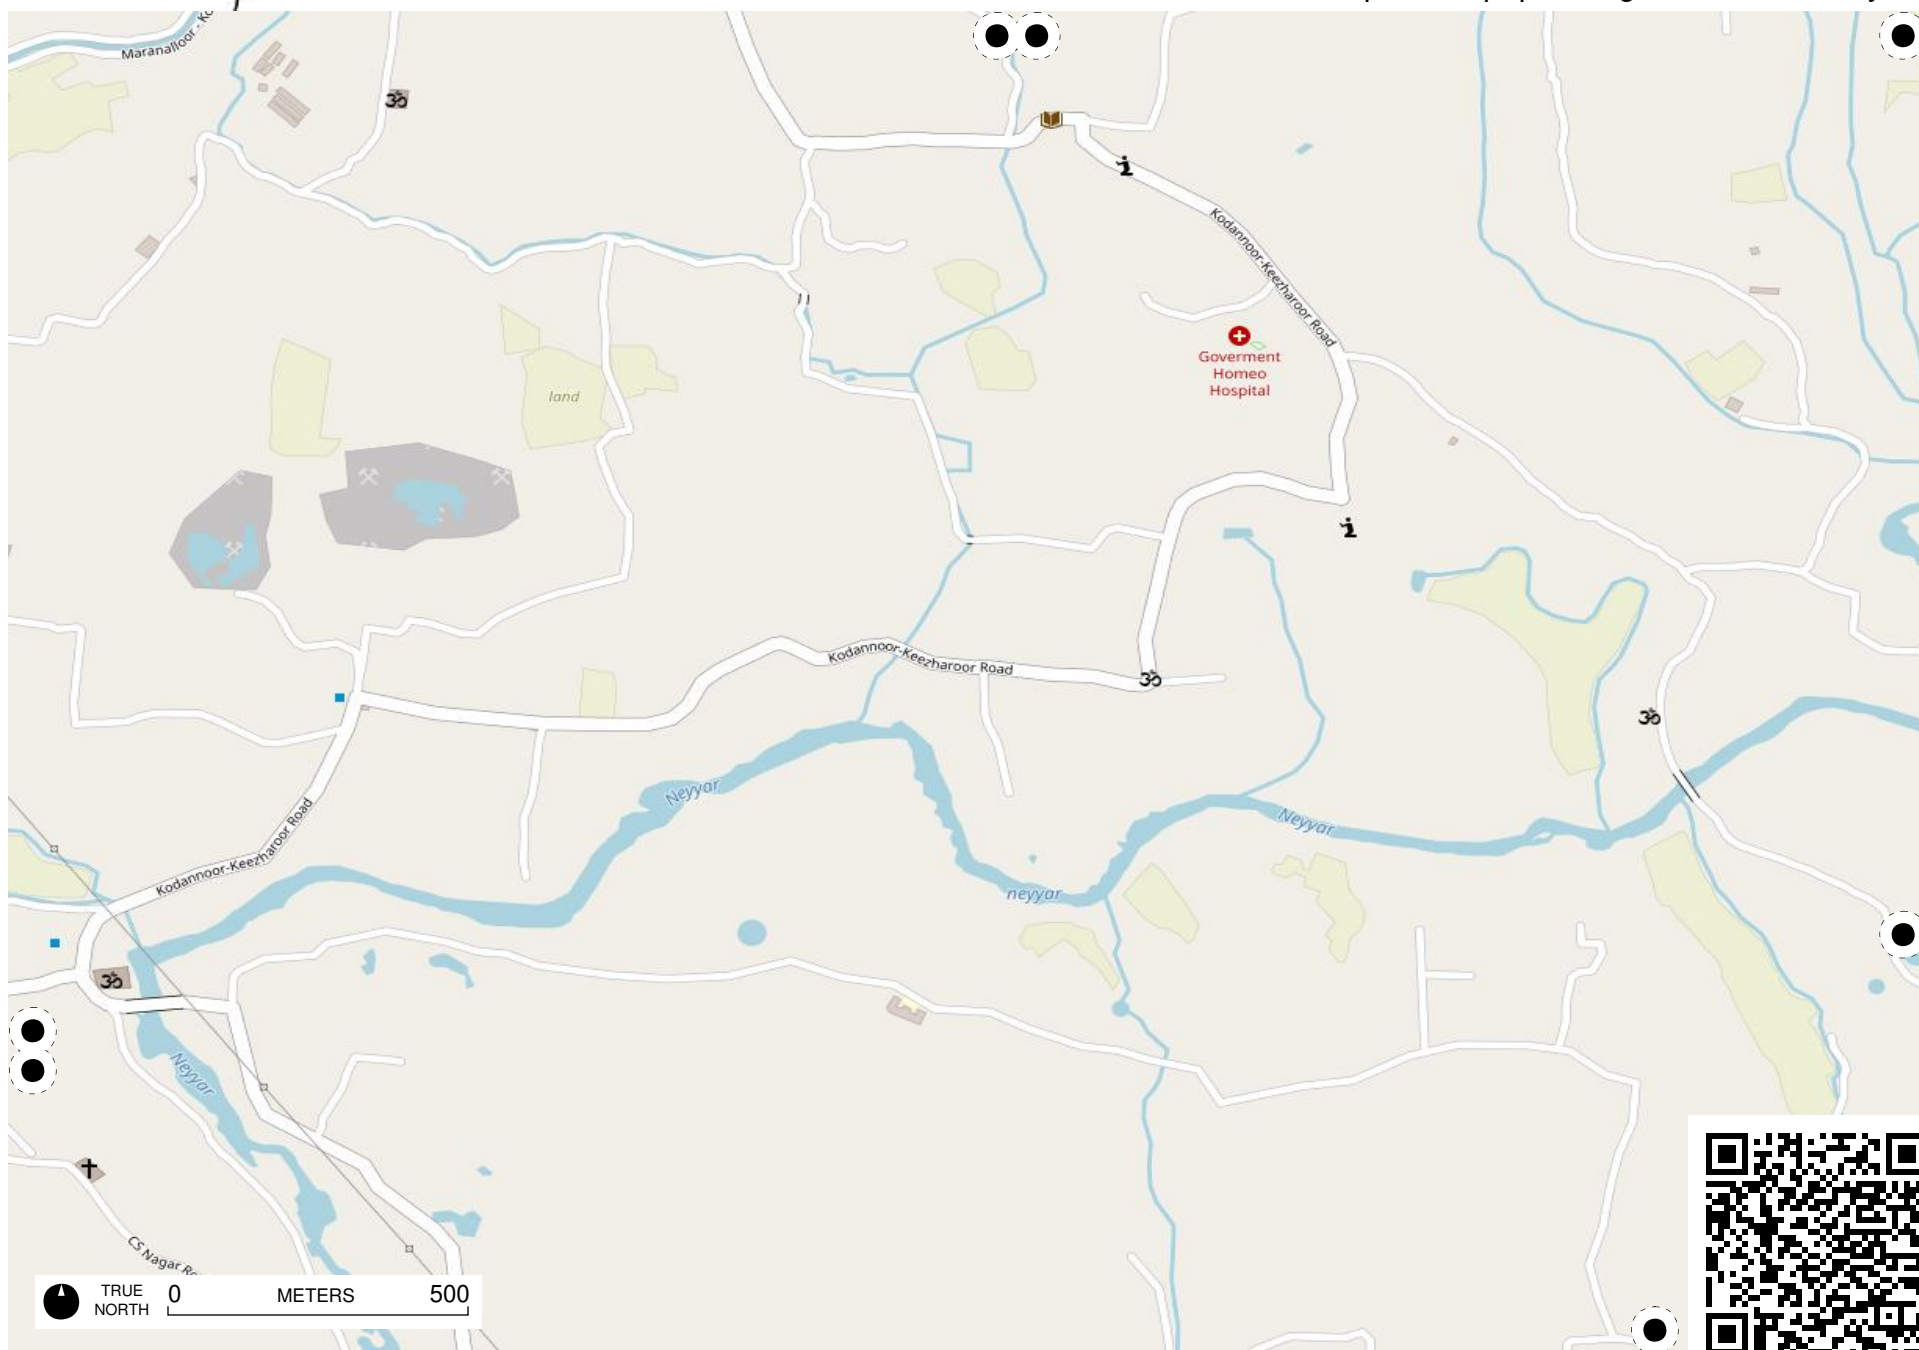 Maranalloor - Ko
Kodannoor-Keezharoor Road
Goverment
Homeo
Hospital
land
Kodannoor-Keezharoor Road
Neyyar
Neyyar
Kodannoor-Keezharoor Road
neyyar
Neyyar
CS Nagar
TRUE
NORTH
0
METERS
500